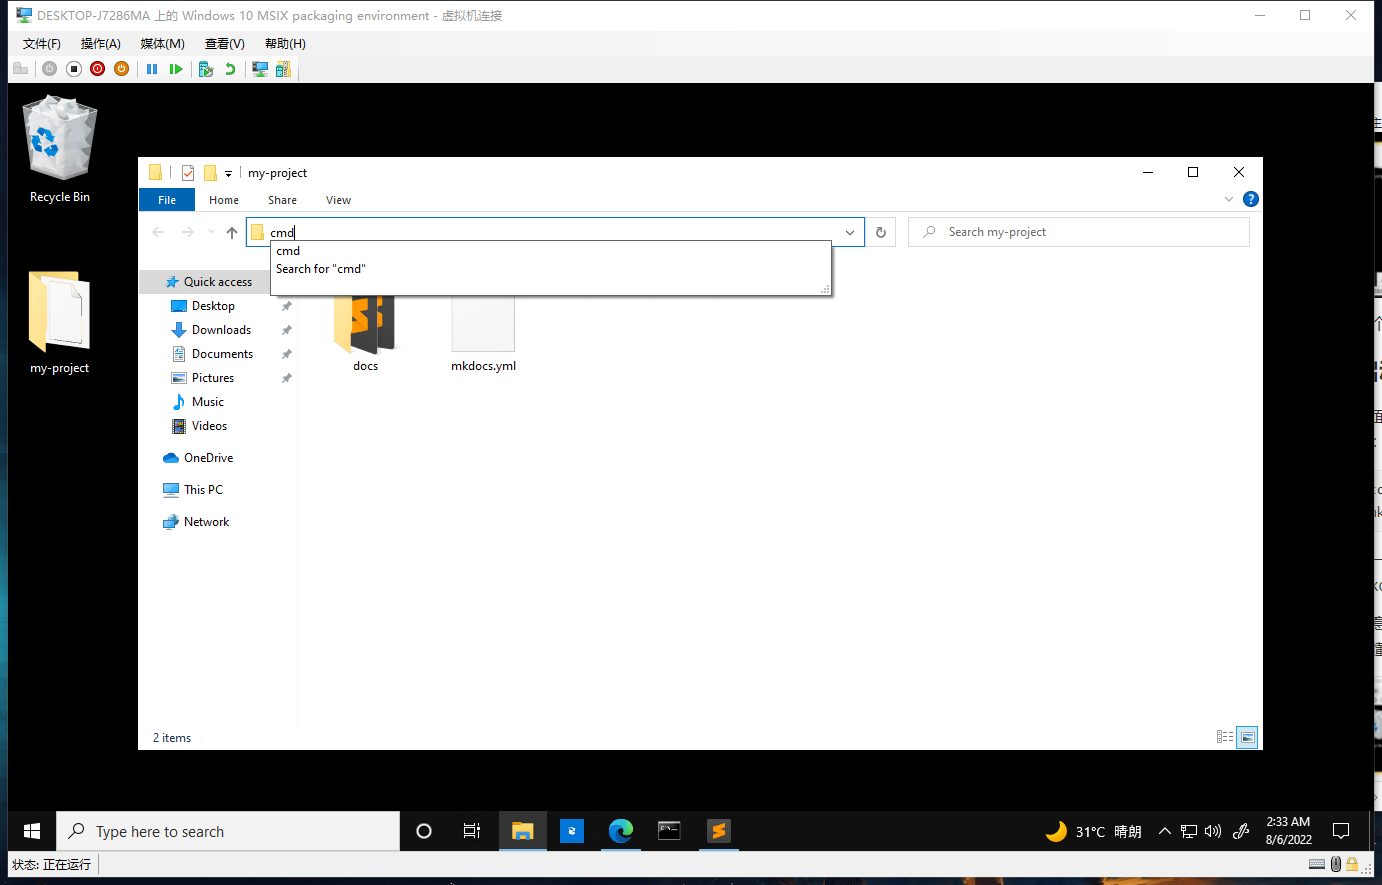 DESKTOP-J7286MA 上的 Windows 10 MSIX packaging environment - 虚拟机连接
文件(F) 操作(A) 媒体(M) 查看(V) 帮助(H)
Recycle Bin
my-project
my-project
File Home Share View
cmd
Search my-project
cmd
Search for "cmd"
Quick access
Desktop
Downloads
Documents
Pictures
Music
Videos
OneDrive
This PC
Network
docs
mkdocs.yml
2 items
Type here to search
31°C 晴朗
2:33 AM
8/6/2022
状态: 正在运行